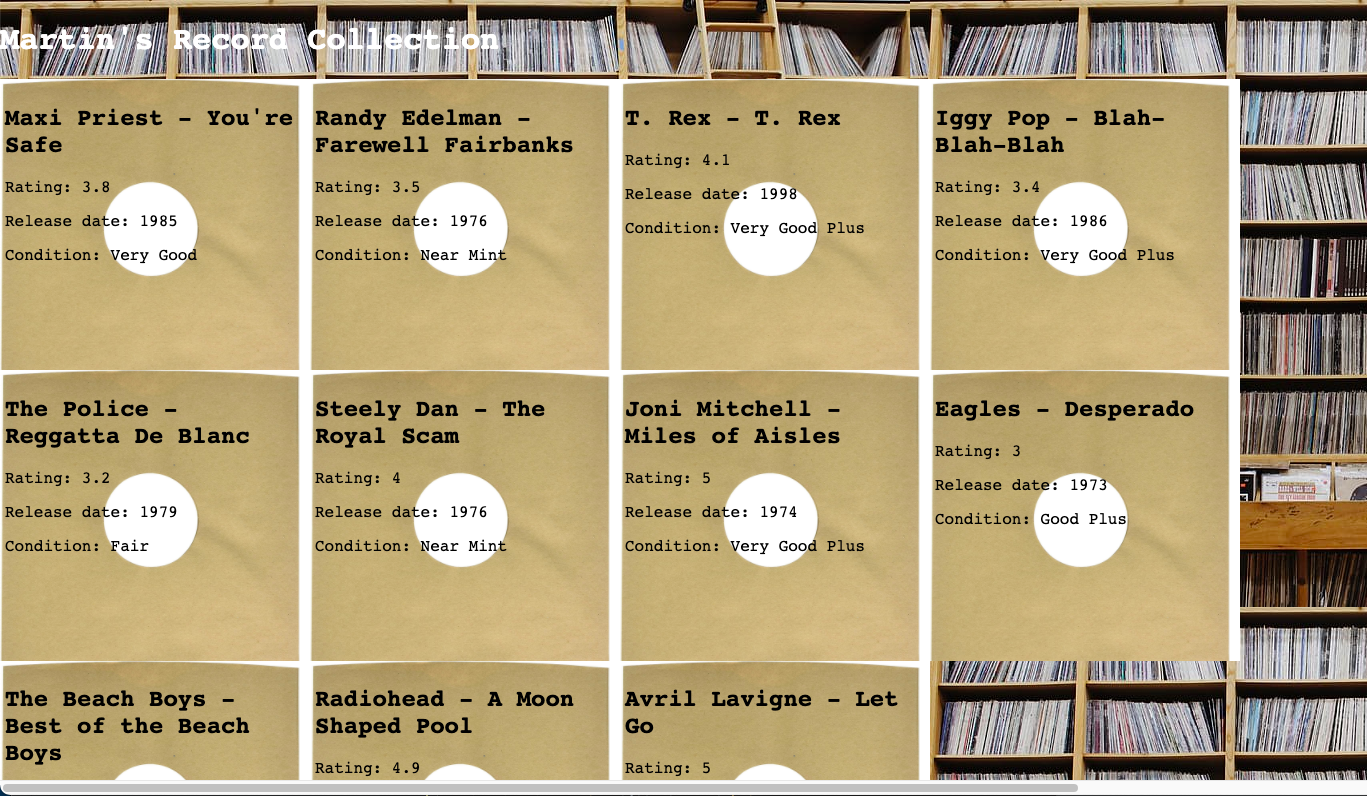 Martin's Record Collection
Maxi Priest - You're
Safe
Rating: 3.8
Release date: 1985
Condition: Very Good
Randy Edelman -
Farewell Fairbanks
Rating: 3.5
Release date: 1976
Condition: Near Mint
T. Rex - T. Rex
Rating: 4.1
Release date: 1998
Condition: Very Good Plus
Iggy Pop - Blah-
Blah-Blah
Rating: 3.4
Release date: 1986
Condition: Very Good Plus
The Police -
Reggatta De Blanc
Rating: 3.2
Release date: 1979
Condition: Fair
Steely Dan - The
Royal Scam
Rating: 4
Release date: 1976
Condition: Near Mint
Joni Mitchell -
Miles of Aisles
Rating: 5
Release date: 1974
Condition: Very Good Plus
Eagles - Desperado
Rating: 3
Release date: 1973
Condition: Good Plus
The Beach Boys -
Best of the Beach
Boys
Radiohead - A Moon
Shaped Pool
Rating: 4.9
Avril Lavigne - Let
Go
Rating: 5